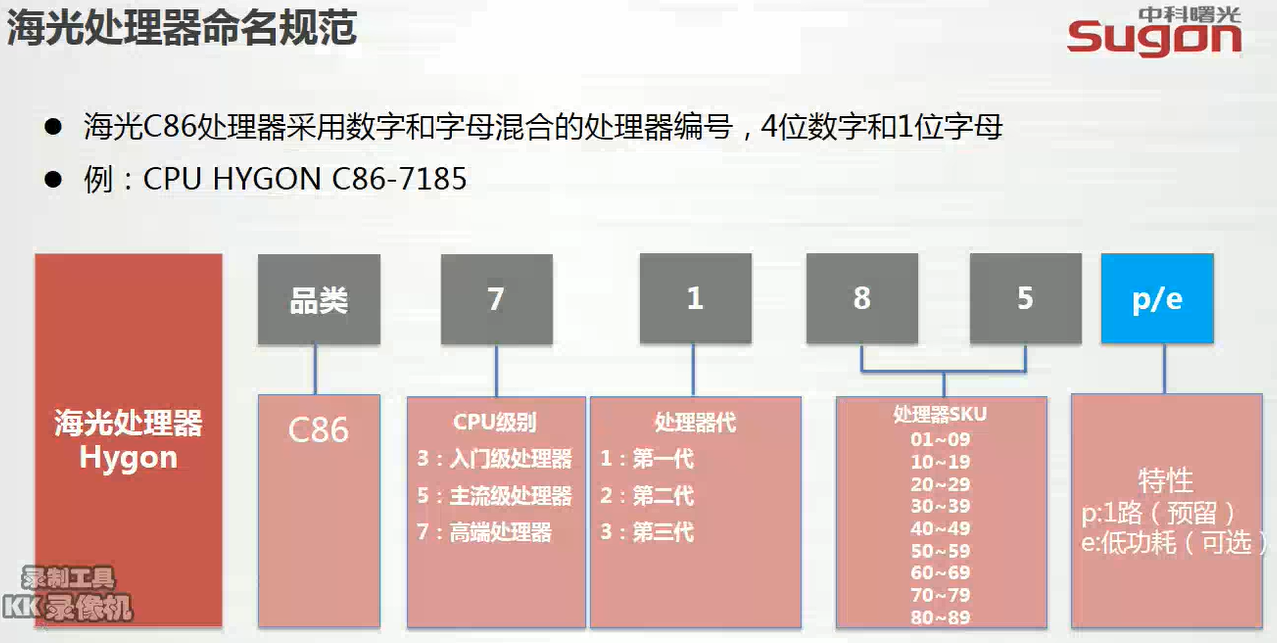 海光处理器命名规范
中科曙光
Sugon
● 海光C86处理器采用数字和字母混合的处理器编号，4位数字和1位字母
● 例：CPU HYGON C86-7185
海光处理器
Hygon
品类
7
1
8
5
p/e
C86
CPU级别
3：入门级处理器
5：主流级处理器
7：高端处理器
处理器代
1：第一代
2：第二代
3：第三代
处理器SKU
01~09
10~19
20~29
30~39
40~49
50~59
60~69
70~79
80~89
特性
p:1路（预留）
e:低功耗（可选）
录制工具
KK录像机